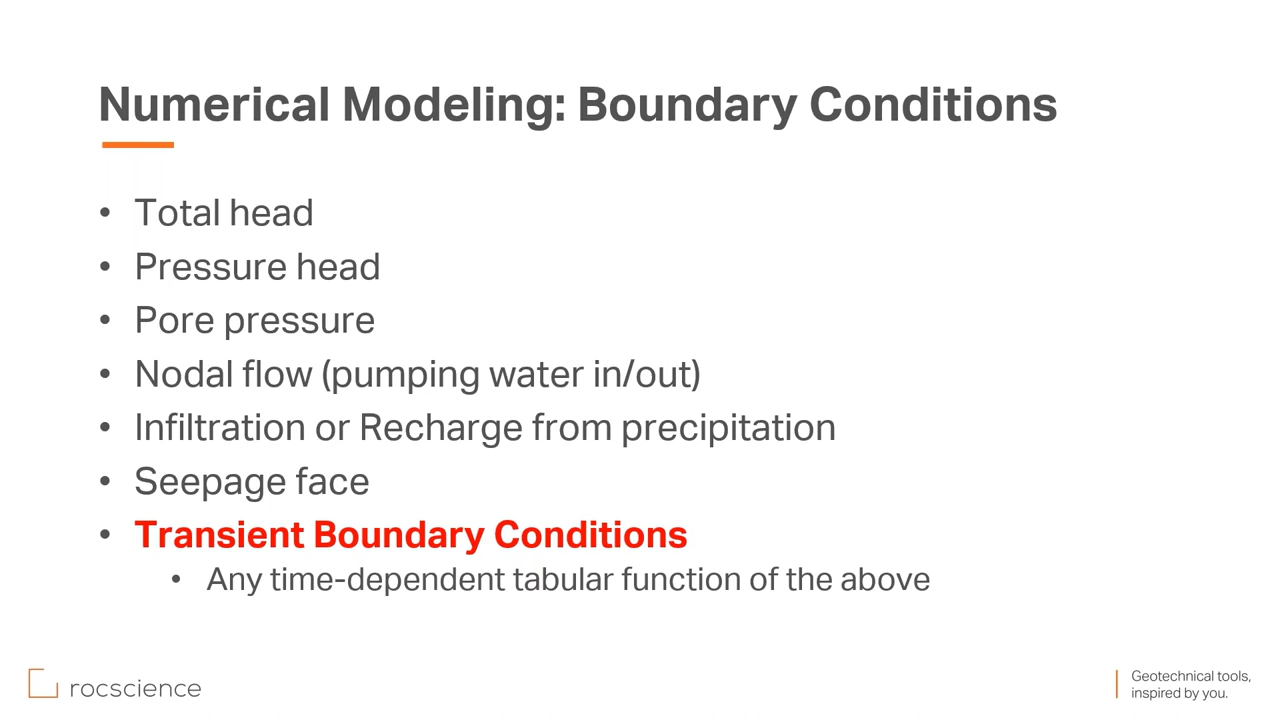 Numerical Modeling: Boundary Conditions
• Total head
• Pressure head
• Pore pressure
• Nodal flow (pumping water in/out)
• Infiltration or Recharge from precipitation
• Seepage face
• Transient Boundary Conditions
• Any time-dependent tabular function of the above
rocscience
Geotechnical tools,
inspired by you.